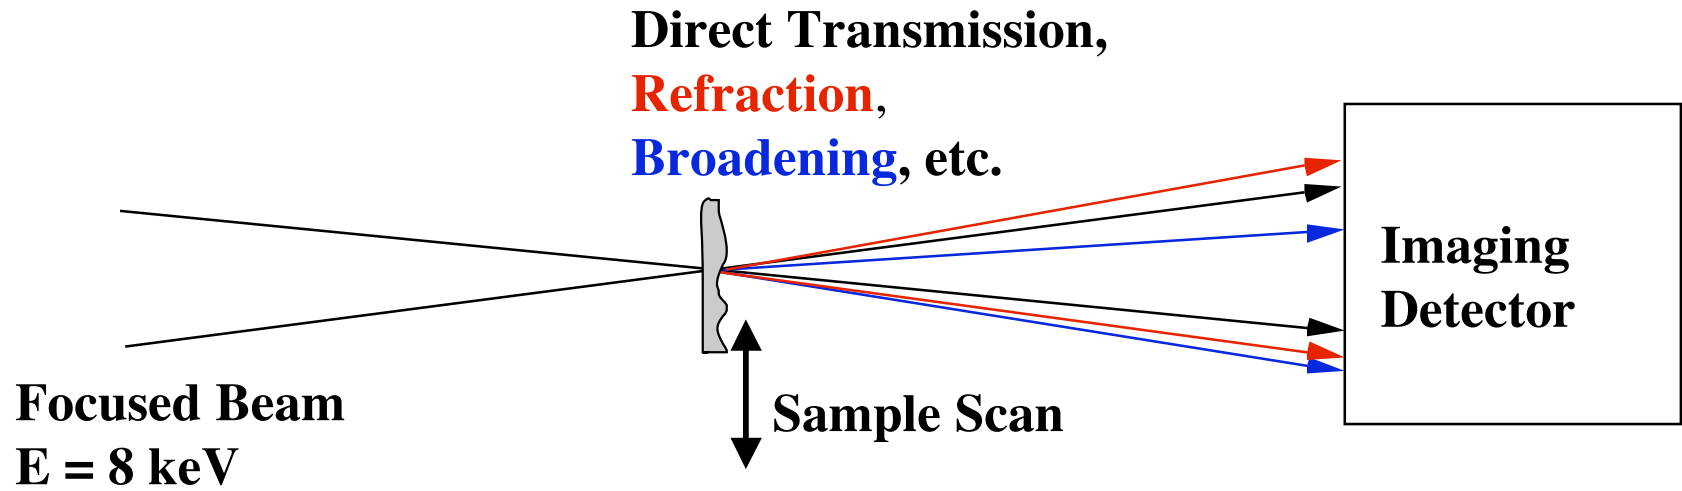 Direct Transmission,
Refraction,
Broadening, etc.
Imaging
Detector
Sample Scan
Focused Beam
E = 8 keV